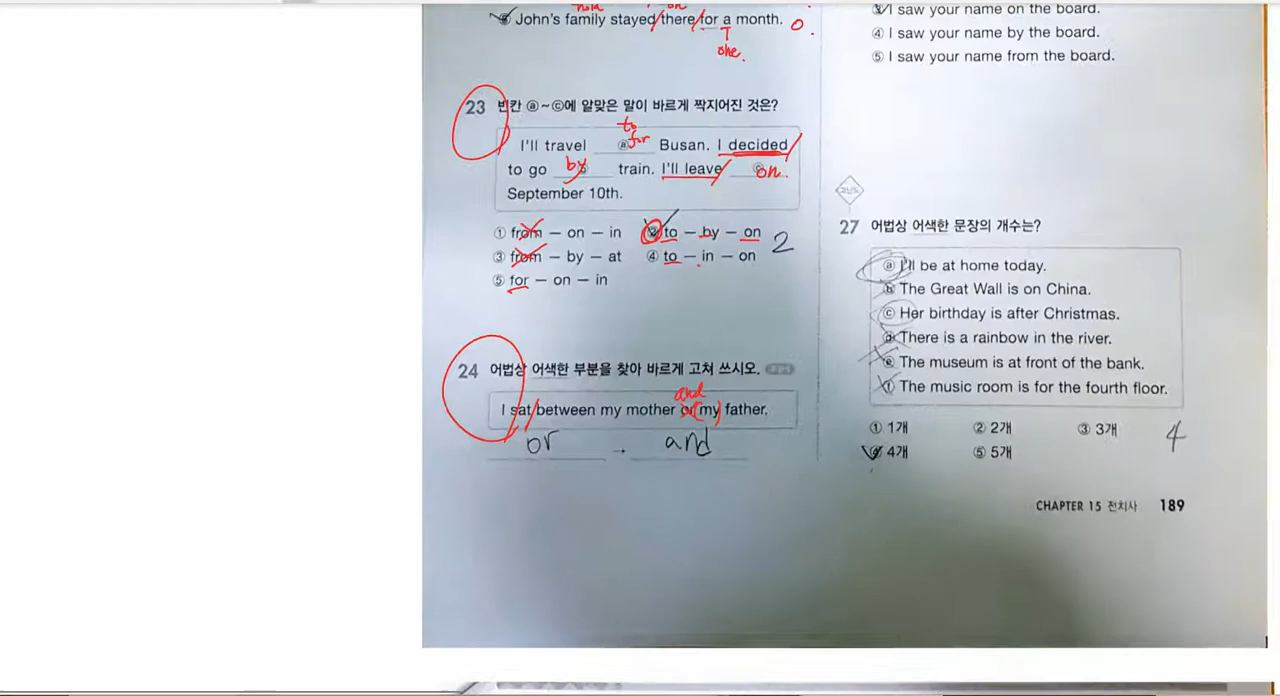 John's family stayed/there/for a month. O.
one.
23 빈칸 ⓐ~ⓒ에 알맞은 말이 바르게 짝지어진 것은?
to
I'll travel ⓐ for Busan. I decided
to go by train. I'll leave on.
September 10th.
① from – on – in ② to – by – on 2
③ from – by – at ④ to – in – on
⑤ for – on – in
24 어법상 어색한 부분을 찾아 바르게 고쳐 쓰시오.
and
I sat/between my mother or (my) father.
or → and
③ I saw your name on the board.
④ I saw your name by the board.
⑤ I saw your name from the board.
고난도
27 어법상 어색한 문장의 개수는?
ⓐ I'll be at home today.
ⓑ The Great Wall is on China.
ⓒ Her birthday is after Christmas.
ⓓ There is a rainbow in the river.
ⓔ The museum is at front of the bank.
ⓕ The music room is for the fourth floor.
① 1개 ② 2개 ③ 3개 4
④ 4개 ⑤ 5개
CHAPTER 15 전치사 189